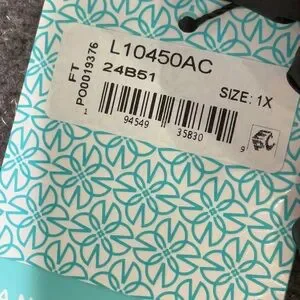 L10450AC
24B51
SIZE: 1X
FT
PO0019376
1 94549 35830 9